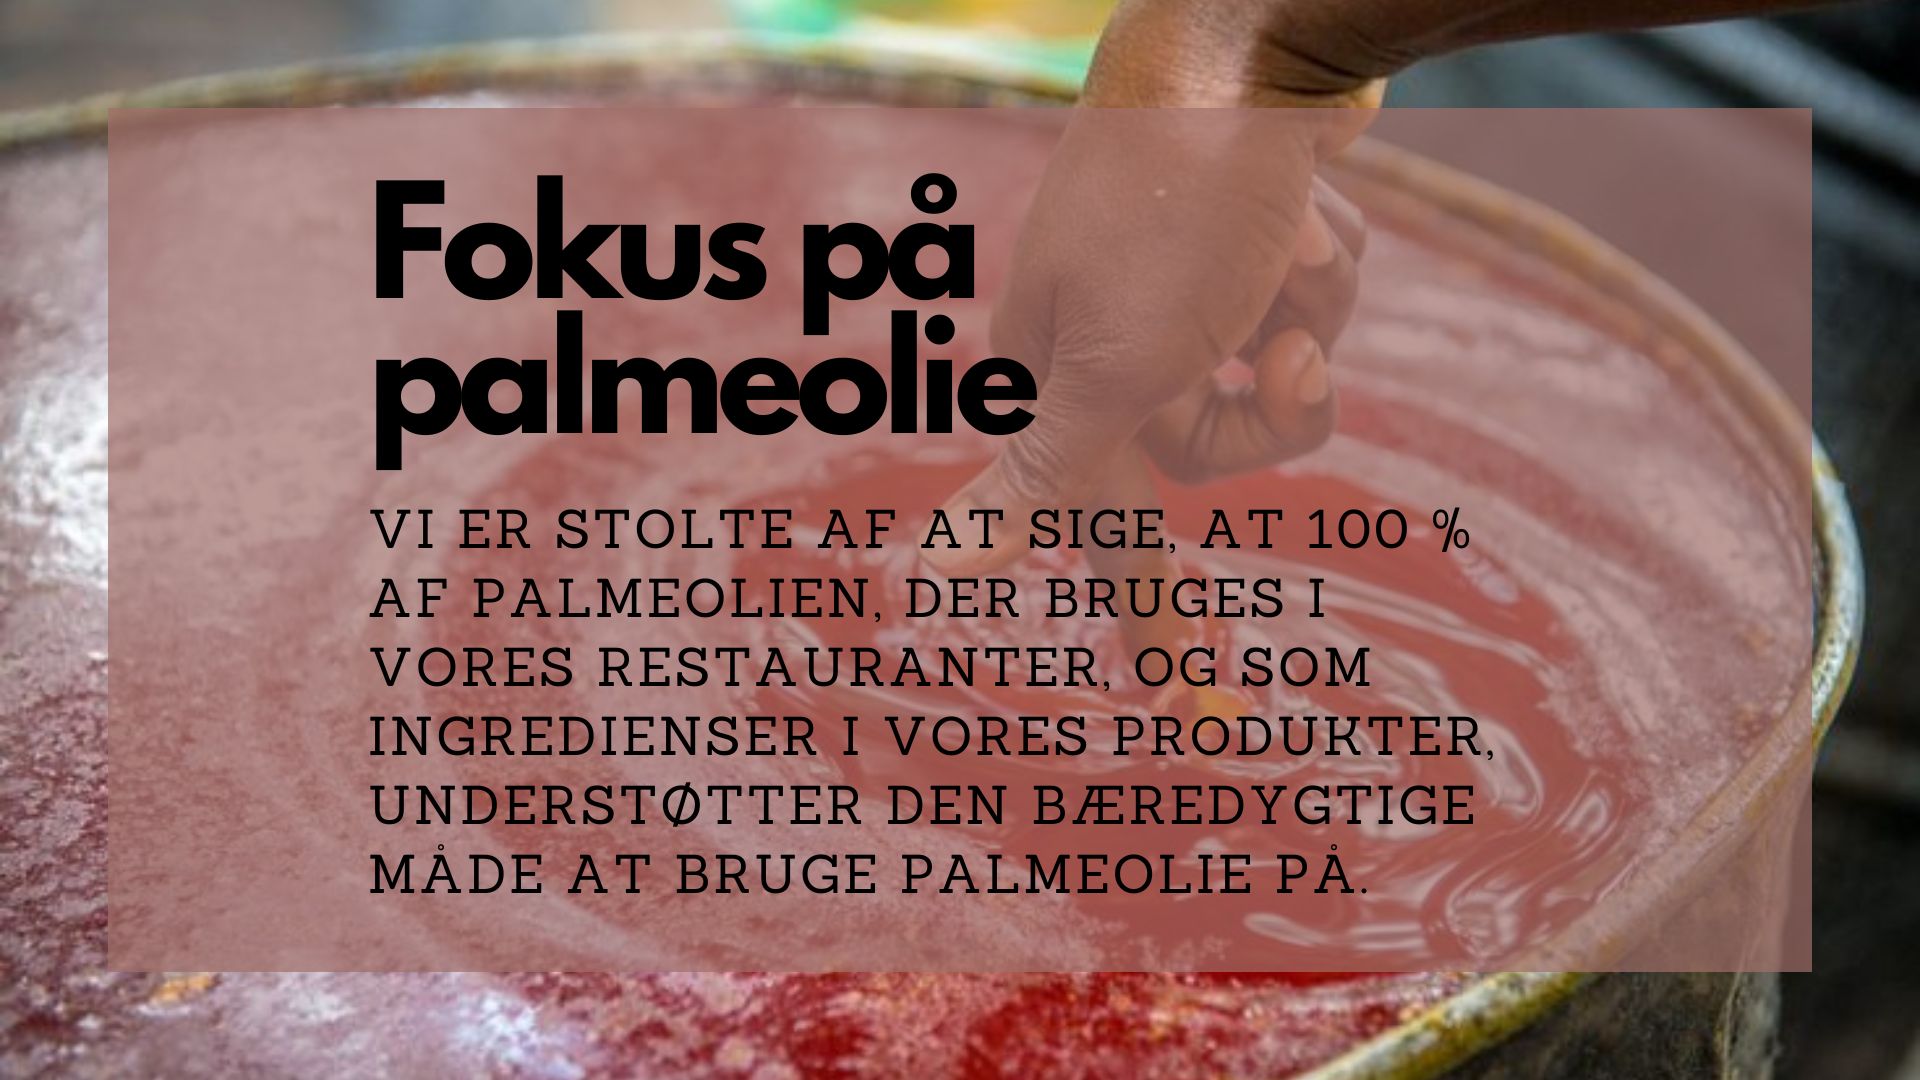 Fokus på
palmeolie
VI ER STOLTE AF AT SIGE, AT 100 %
AF PALMEOLIEN, DER BRUGES I
VORES RESTAURANTER, OG SOM
INGREDIENSER I VORES PRODUKTER,
UNDERSTØTTER DEN BÆREDYGTIGE
MÅDE AT BRUGE PALMEOLIE PÅ.